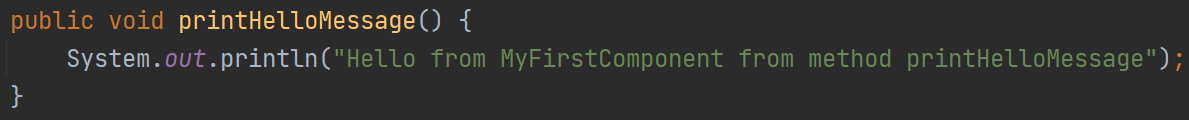 public void printHelloMessage() {
    System.out.println("Hello from MyFirstComponent from method printHelloMessage");
}